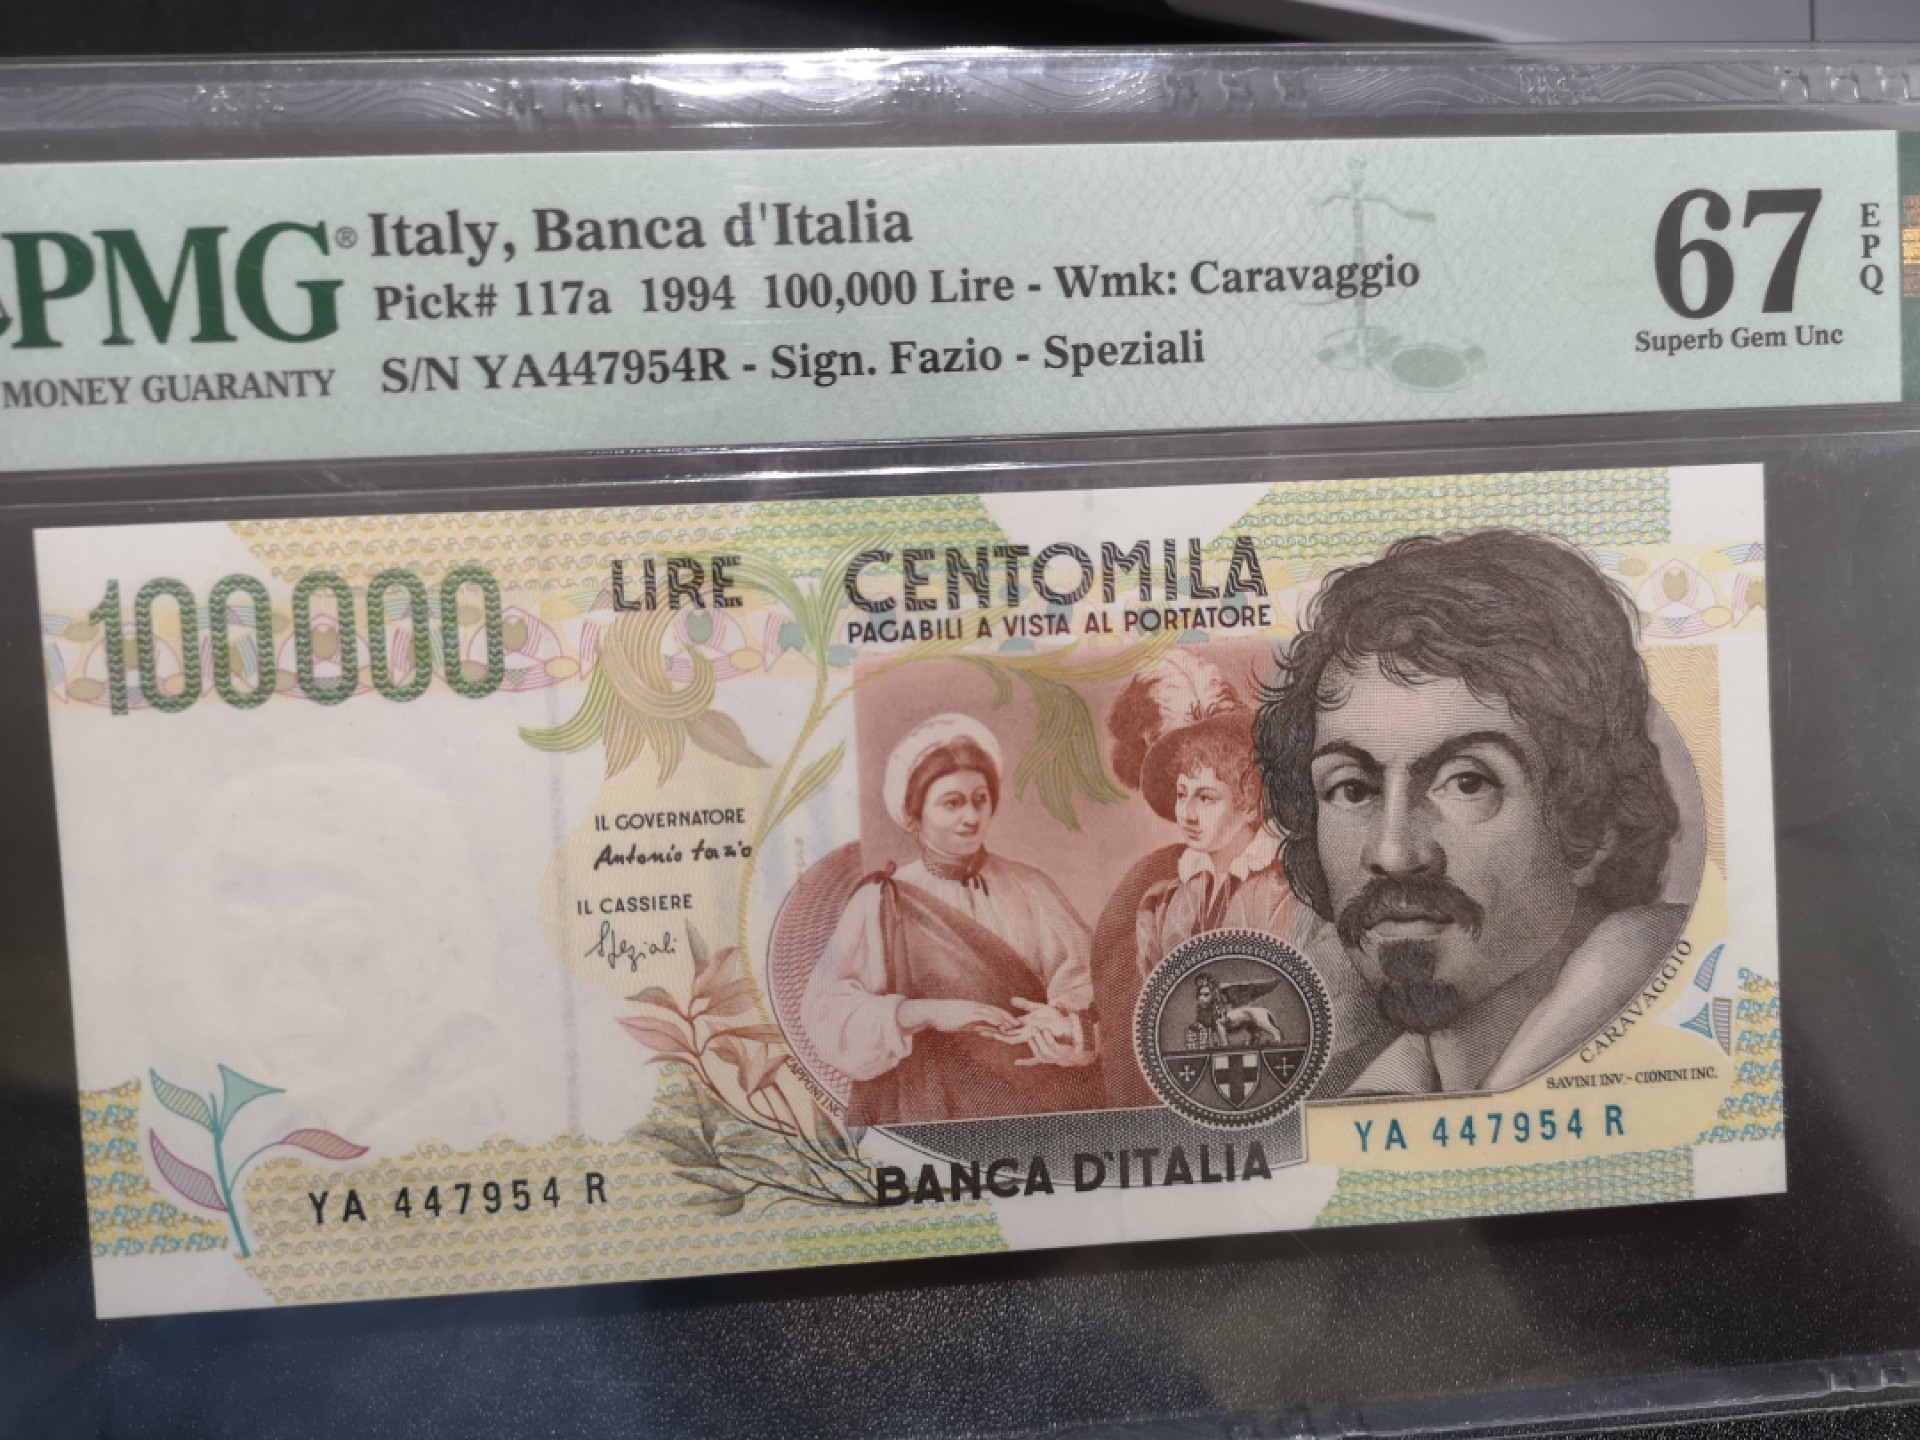 PMG® Italy, Banca d'Italia
Pick# 117a 1994 100,000 Lire - Wmk: Caravaggio
S/N YA447954R - Sign. Fazio - Speziali
MONEY GUARANTY
67
EPQ
Superb Gem Unc
100000
LIRE CENTOMILA
PAGABILI A VISTA AL PORTATORE
IL GOVERNATORE
Antonio Fazio
IL CASSIERE
Speziali
CAPPONI INC.
CARAVAGGIO
SAVINI INV.-CIONINI INC.
YA 447954 R
BANCA D'ITALIA
YA 447954 R